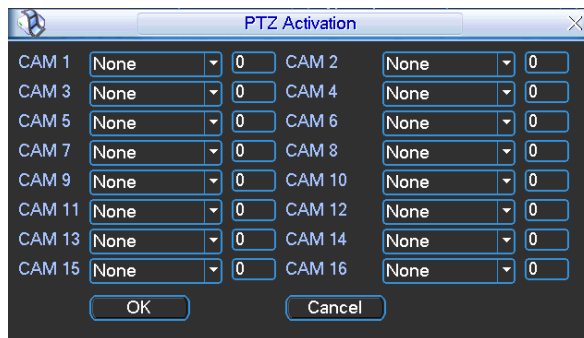 PTZ Activation
CAM 1 None 0 CAM 2 None 0
CAM 3 None 0 CAM 4 None 0
CAM 5 None 0 CAM 6 None 0
CAM 7 None 0 CAM 8 None 0
CAM 9 None 0 CAM 10 None 0
CAM 11 None 0 CAM 12 None 0
CAM 13 None 0 CAM 14 None 0
CAM 15 None 0 CAM 16 None 0
OK Cancel